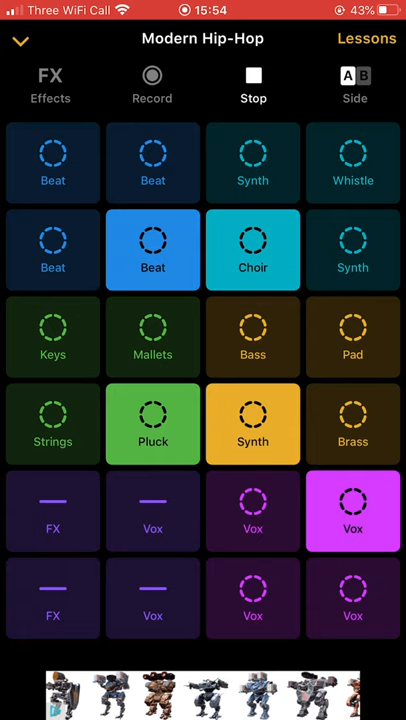 Three WiFi Call 15:54 43%
Modern Hip-Hop Lessons
FX A B
Effects Record Stop Side
Beat Beat Synth Whistle
Beat Beat Choir Synth
Keys Mallets Bass Pad
Strings Pluck Synth Brass
FX Vox Vox Vox
FX Vox Vox Vox